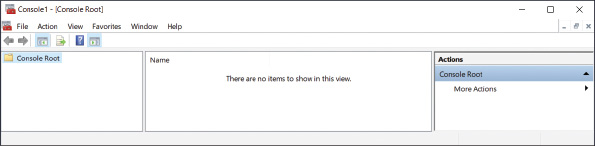 Console1 - [Console Root]
File Action View Favorites Window Help
Console Root
Name
There are no items to show in this view.
Actions
Console Root
More Actions